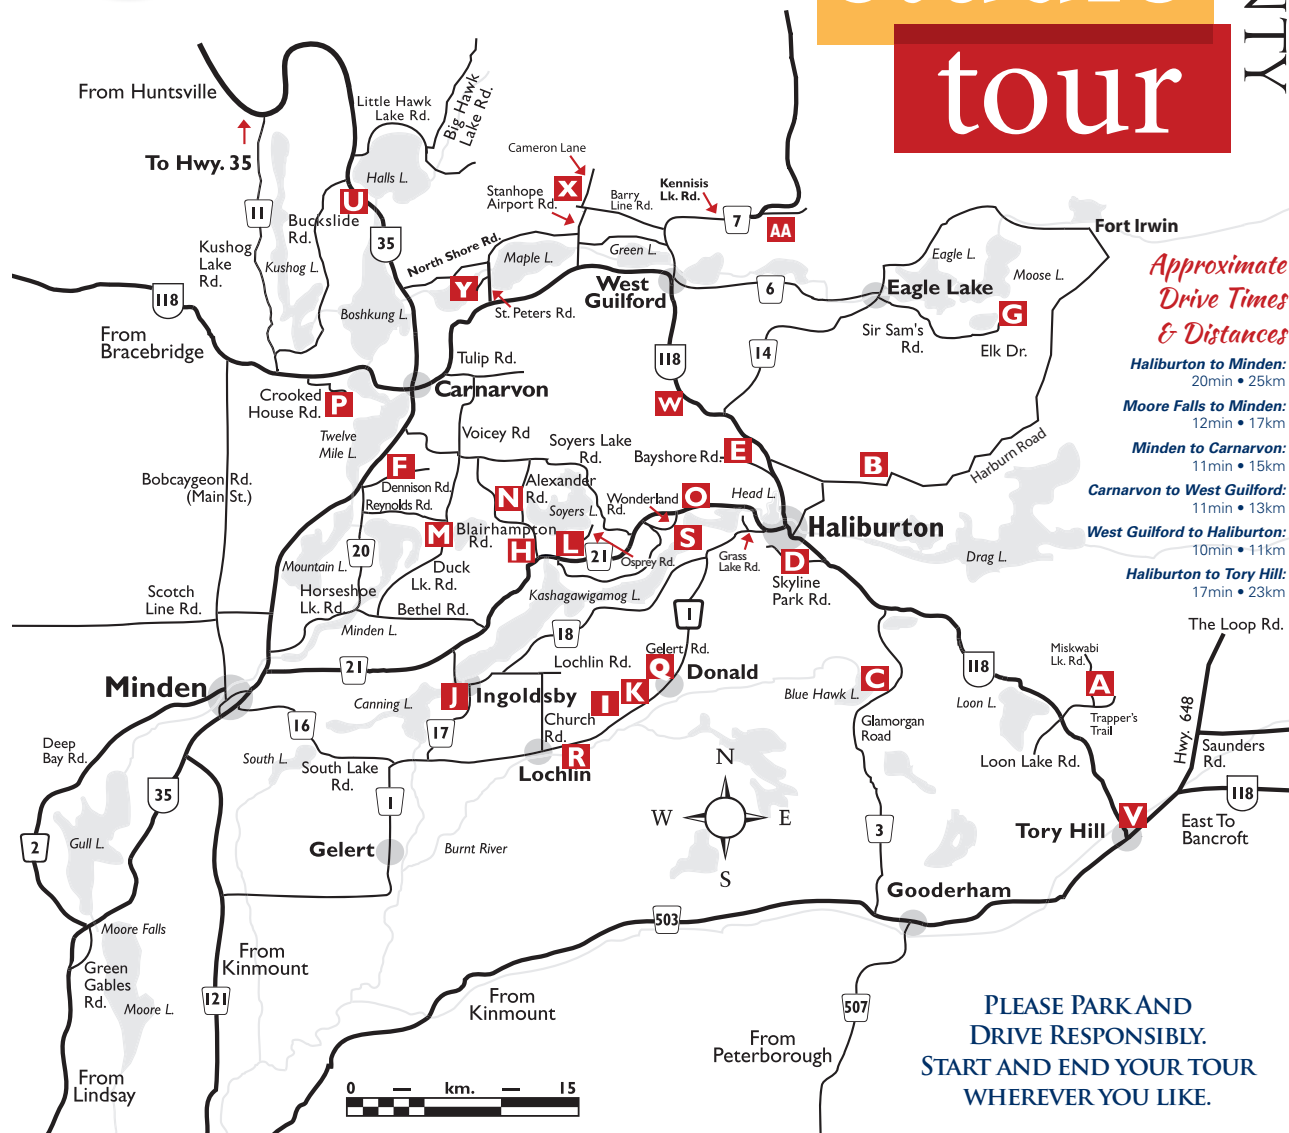 tour
NTY
From Huntsville
To Hwy. 35
Little Hawk
Lake Rd.
Big Hawk
Lake Rd.
Halls L.
U
11
Buckslide
Rd.
35
Kushog
Lake
Rd.
Kushog L.
Cameron Lane
X
Stanhope
Airport Rd.
Barry
Line Rd.
Kennisis
Lk. Rd.
7
AA
North Shore Rd.
Maple L.
Green L.
Y
St. Peters Rd.
West
Guilford
6
Fort Irwin
Eagle L.
Moose L.
Eagle Lake
G
Sir Sam's
Rd.
Elk Dr.
118
From
Bracebridge
Boshkung L.
Tulip Rd.
Carnarvon
Crooked
House Rd.
P
118
14
W
Twelve
Mile L.
Voicey Rd
Soyers Lake
Rd.
Bayshore Rd.
E
B
Harburn Road
Bobcaygeon Rd.
(Main St.)
F
Dennison Rd.
Reynolds Rd.
N
Alexander
Rd.
Soyers L.
Wonderland
Rd.
O
Head L.
Haliburton
M
Blairhampton
Rd.
H
L
21
S
Osprey Rd.
Grass
Lake Rd.
D
Skyline
Park Rd.
Drag L.
20
Mountain L.
Horseshoe
Lk. Rd.
Duck
Lk. Rd.
Bethel Rd.
Kashagawigamog L.
Scotch
Line Rd.
Minden L.
18
1
21
Lochlin Rd.
Gelert Rd.
Q
Donald
Minden
Canning L.
J
Ingoldsby
I
K
Blue Hawk L.
C
118
Loon L.
Miskwabi
Lk. Rd.
A
Trapper's
Trail
The Loop Rd.
Hwy. 648
16
17
Church
Rd.
R
Lochlin
Glamorgan
Road
Loon Lake Rd.
Saunders
Rd.
Deep
Bay Rd.
South L.
South Lake
Rd.
35
1
N
W
E
S
3
118
East To
Bancroft
V
Tory Hill
2
Gull L.
Gelert
Burnt River
Gooderham
503
Moore Falls
Green
Gables
Rd.
Moore L.
From
Kinmount
121
From
Kinmount
507
From
Peterborough
From
Lindsay
0
km.
15
Approximate
Drive Times
& Distances
Haliburton to Minden:
20min • 25km
Moore Falls to Minden:
12min • 17km
Minden to Carnarvon:
11min • 15km
Carnarvon to West Guilford:
11min • 13km
West Guilford to Haliburton:
10min • 11km
Haliburton to Tory Hill:
17min • 23km
PLEASE PARK AND
DRIVE RESPONSIBLY.
START AND END YOUR TOUR
WHEREVER YOU LIKE.